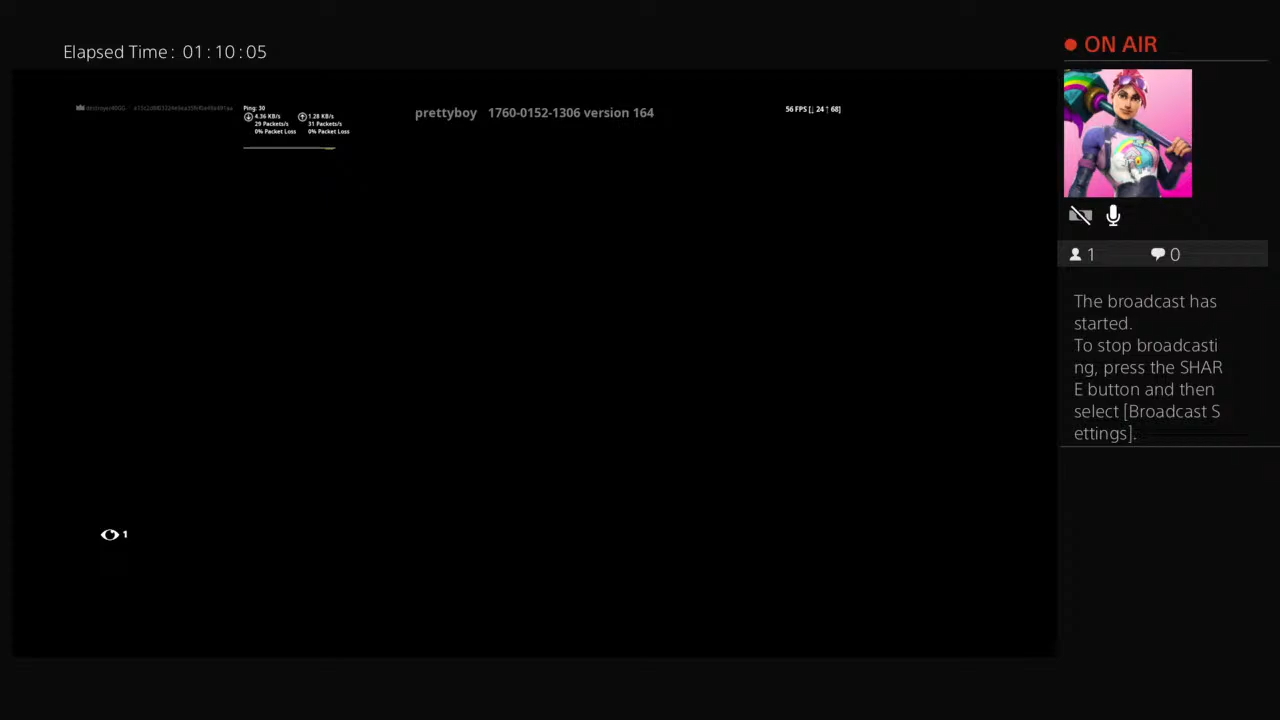 Elapsed Time: 01:10:05
ON AIR
Ping: 30
4.36 KB/s 1.28 KB/s
29 Packets/s 31 Packets/s
0% Packet Loss 0% Packet Loss
prettyboy 1760-0152-1306 version 164
56 FPS [↓ 24 ↑ 68]
1 0
The broadcast has
started.
To stop broadcasti
ng, press the SHAR
E button and then
select [Broadcast S
ettings].
1